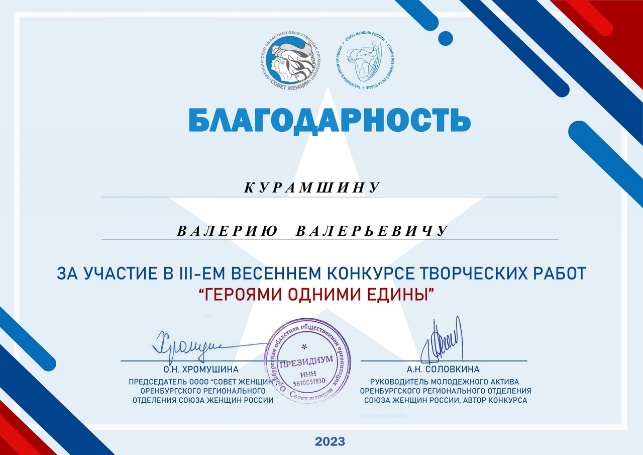 БЛАГОДАРНОСТЬ
КУРАМШИНУ
ВАЛЕРИЮ ВАЛЕРЬЕВИЧУ
ЗА УЧАСТИЕ В III-ЕМ ВЕСЕННЕМ КОНКУРСЕ ТВОРЧЕСКИХ РАБОТ
“ГЕРОЯМИ ОДНИМИ ЕДИНЫ”
О.Н. ХРОМУШИНА
ПРЕДСЕДАТЕЛЬ ОООО “СОВЕТ ЖЕНЩИН”
ОРЕНБУРГСКОГО РЕГИОНАЛЬНОГО
ОТДЕЛЕНИЯ СОЮЗА ЖЕНЩИН РОССИИ
ПРЕЗИДИУМ
ИНН
А.Н. СОЛОВКИНА
РУКОВОДИТЕЛЬ МОЛОДЕЖНОГО АКТИВА
ОРЕНБУРГСКОГО РЕГИОНАЛЬНОГО ОТДЕЛЕНИЯ
СОЮЗА ЖЕНЩИН РОССИИ, АВТОР КОНКУРСА
2023